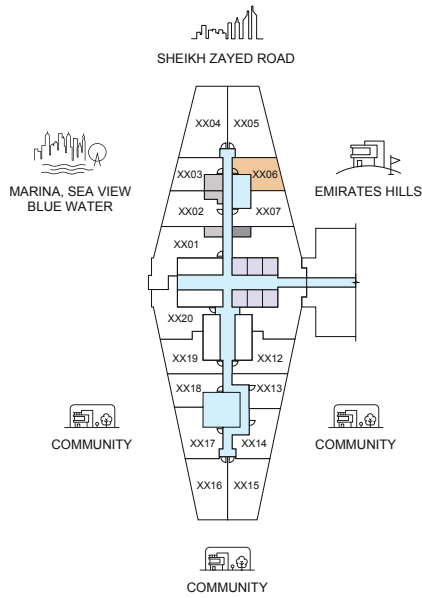 SHEIKH ZAYED ROAD
XX04
XX05
XX03
XX06
MARINA, SEA VIEW
BLUE WATER
EMIRATES HILLS
XX02
XX07
XX01
XX20
XX19
XX12
XX18
XX13
COMMUNITY
COMMUNITY
XX17
XX14
XX16
XX15
COMMUNITY